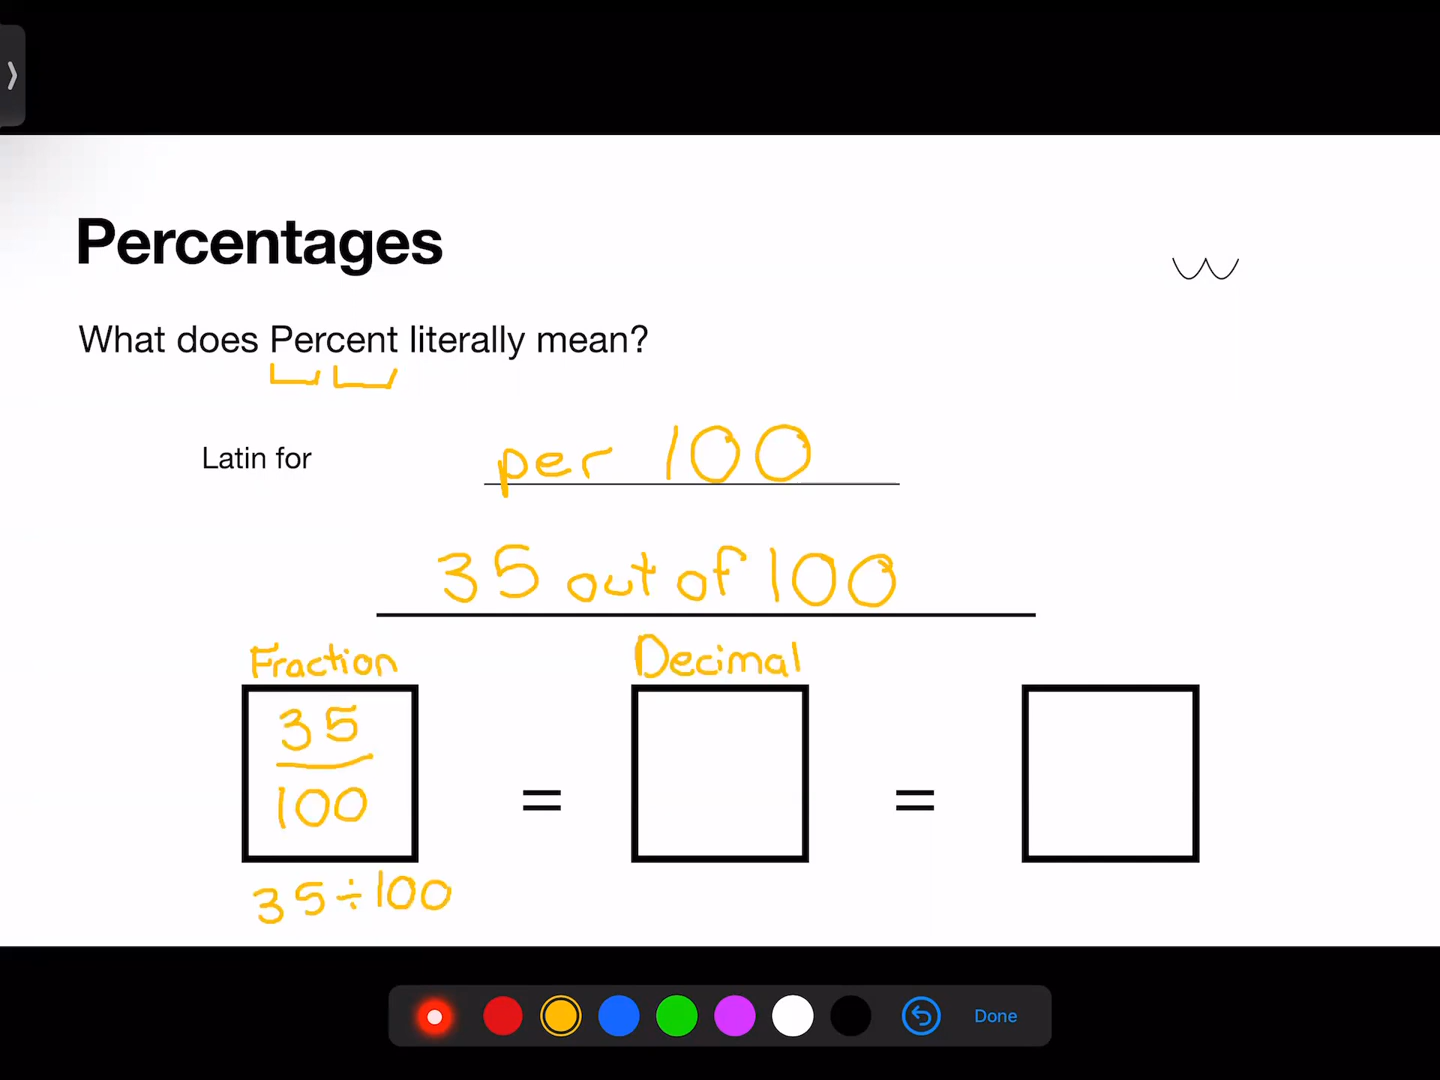 Percentages
What does Percent literally mean?
Latin for per 100
35 out of 100
Fraction Decimal
35
100
= =
35÷100
Done